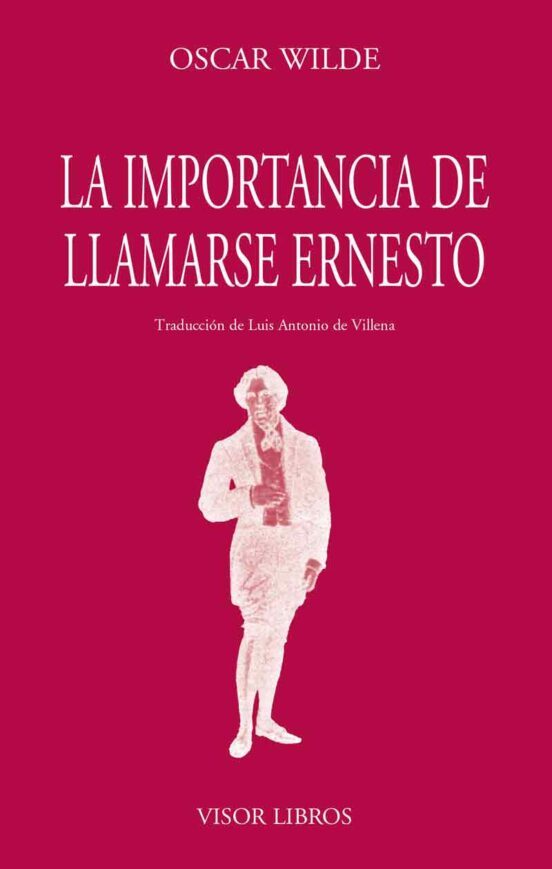 OSCAR WILDE
LA IMPORTANCIA DE
LLAMARSE ERNESTO
Traducción de Luis Antonio de Villena
VISOR LIBROS